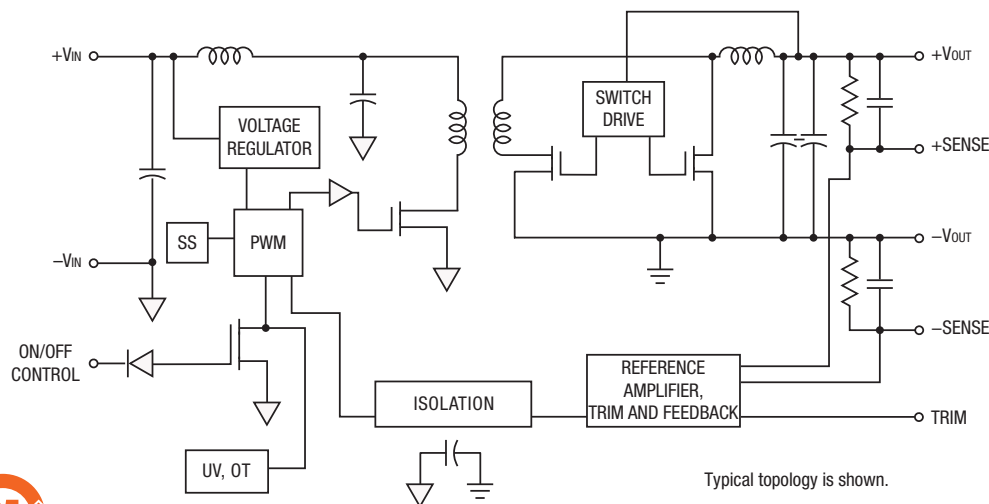 +VIN
VOLTAGE
REGULATOR
SWITCH
DRIVE
+VOUT
+SENSE
SS
PWM
−VIN
−VOUT
ON/OFF
CONTROL
−SENSE
ISOLATION
REFERENCE
AMPLIFIER,
TRIM AND FEEDBACK
TRIM
UV, OT
Typical topology is shown.